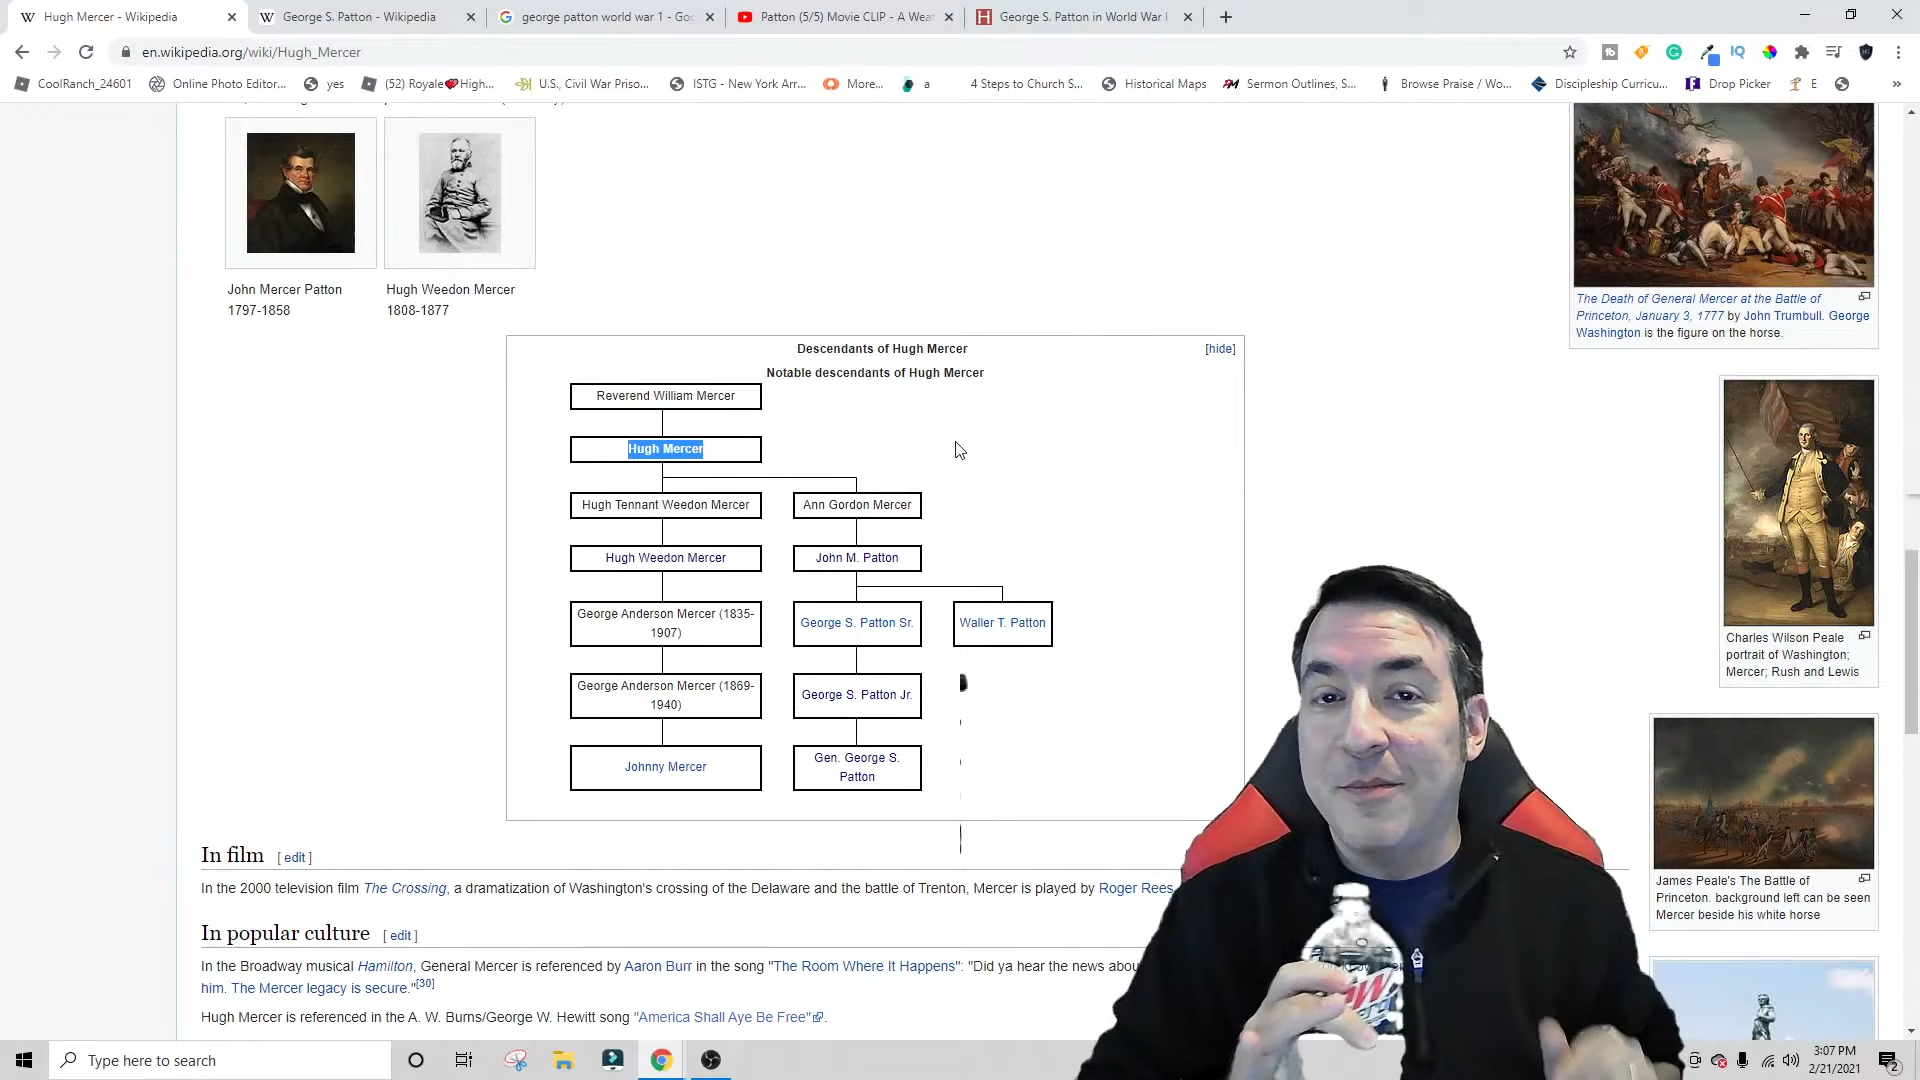 Hugh Mercer - Wikipedia
George S. Patton - Wikipedia
george patton world war 1 - Goo
Patton (5/5) Movie CLIP - A Weat
George S. Patton in World War I
en.wikipedia.org/wiki/Hugh_Mercer
CoolRanch_24601
Online Photo Editor...
yes
(52) Royale❤High...
U.S., Civil War Priso...
ISTG - New York Arr...
More...
a
4 Steps to Church S...
Historical Maps
Sermon Outlines, S...
Browse Praise / Wo...
Discipleship Curricu...
Drop Picker
E
»
John Mercer Patton
1797-1858
Hugh Weedon Mercer
1808-1877
The Death of General Mercer at the Battle of
Princeton, January 3, 1777 by John Trumbull. George
Washington is the figure on the horse.
Descendants of Hugh Mercer
[hide]
Notable descendants of Hugh Mercer
Reverend William Mercer
Hugh Mercer
Hugh Tennant Weedon Mercer
Ann Gordon Mercer
Hugh Weedon Mercer
John M. Patton
George Anderson Mercer (1835-
1907)
George S. Patton Sr.
Waller T. Patton
George Anderson Mercer (1869-
1940)
George S. Patton Jr.
Johnny Mercer
Gen. George S.
Patton
Charles Wilson Peale
portrait of Washington;
Mercer; Rush and Lewis
James Peale's The Battle of
Princeton. background left can be seen
Mercer beside his white horse
In film [ edit ]
In the 2000 television film The Crossing, a dramatization of Washington's crossing of the Delaware and the battle of Trenton, Mercer is played by Roger Rees
In popular culture [ edit ]
In the Broadway musical Hamilton, General Mercer is referenced by Aaron Burr in the song "The Room Where It Happens": "Did ya hear the news abou
him. The Mercer legacy is secure."[30]
Hugh Mercer is referenced in the A. W. Burns/George W. Hewitt song "America Shall Aye Be Free".
Type here to search
3:07 PM
2/21/2021
2